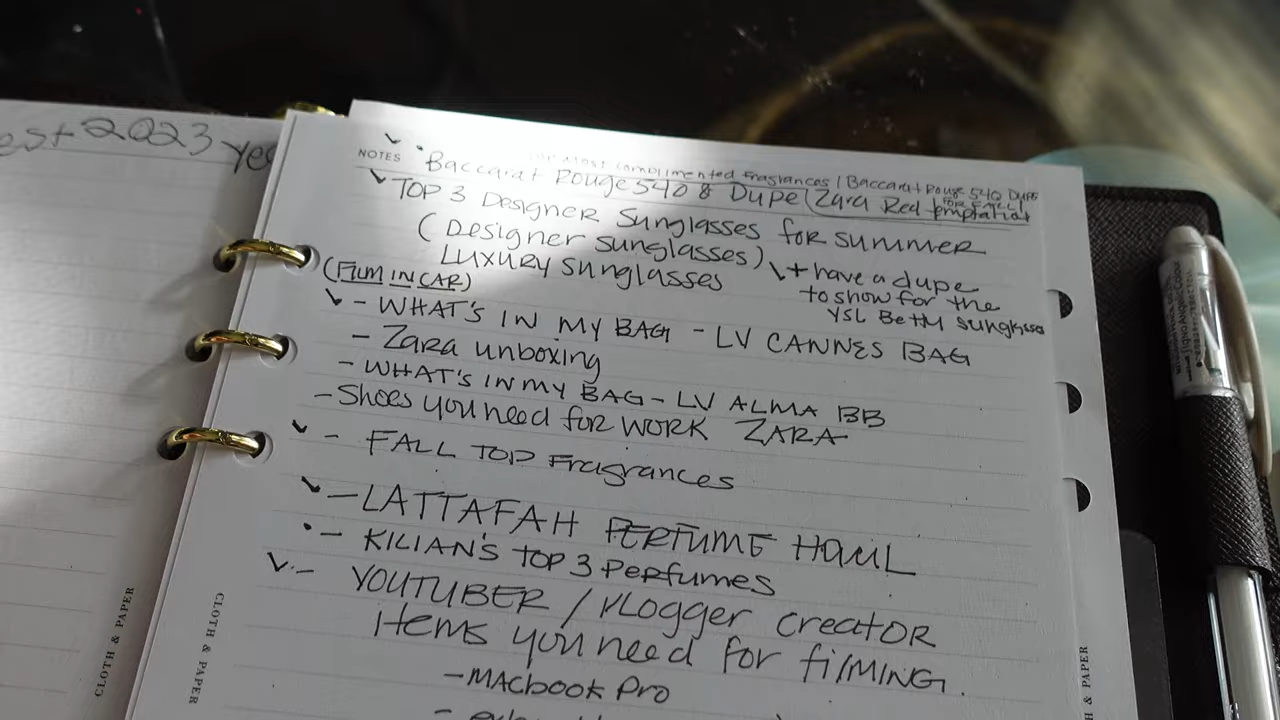 2023
NOTES
Most complimented fragrances / Baccarat Rouge 540 Dupe
Baccarat Rouge 540 & Dupe (Zara Red Temptation
FOR FALL)
TOP 3 Designer Sunglasses for summer
(Designer sunglasses)
Luxury sunglasses
+ have a dupe
to show for the
YSL Betty sunglasses
(FILM IN CAR)
- WHAT'S IN MY BAG - LV CANNES BAG
- Zara unboxing
- WHAT'S IN MY BAG - LV ALMA BB
- Shoes you need for WORK ZARA
- FALL TOP Fragrances
- LATTAFAH PERFUME HAUL
- KILIAN'S TOP 3 Perfumes
- YOUTUBER / Vlogger creator
Items you need for filming.
- Macbook Pro
CLOTH & PAPER
CLOTH & PAPER
H & PAPER